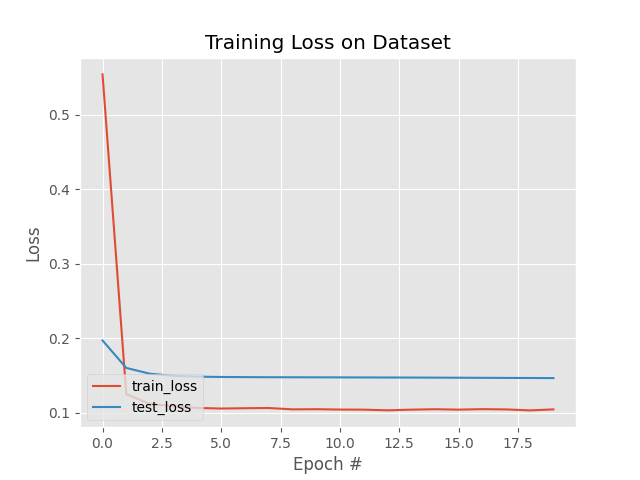 Training Loss on Dataset
0.5
0.4
0.3
0.2
0.1
Loss
train_loss
test_loss
0.0 2.5 5.0 7.5 10.0 12.5 15.0 17.5
Epoch #